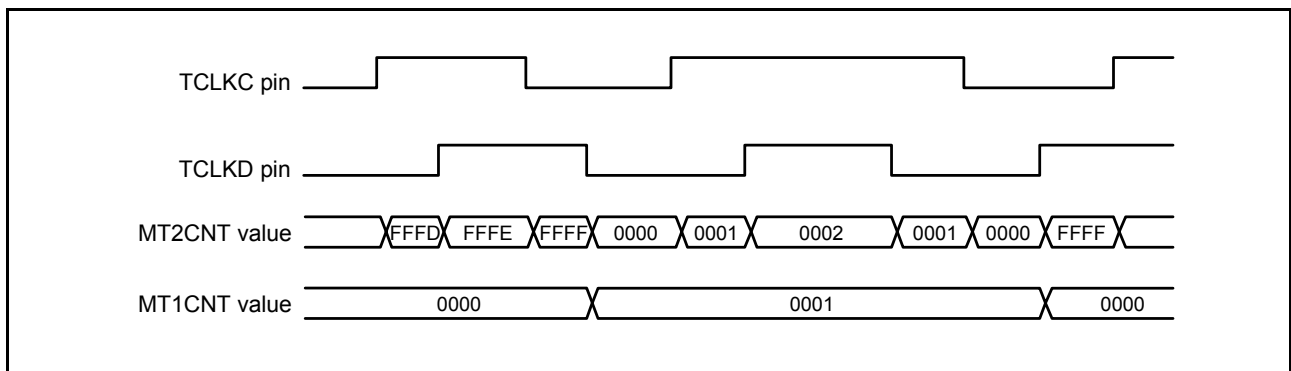 TCLKC pin
TCLKD pin
MT2CNT value FFFD FFFE FFFF 0000 0001 0002 0001 0000 FFFF
MT1CNT value 0000 0001 0000